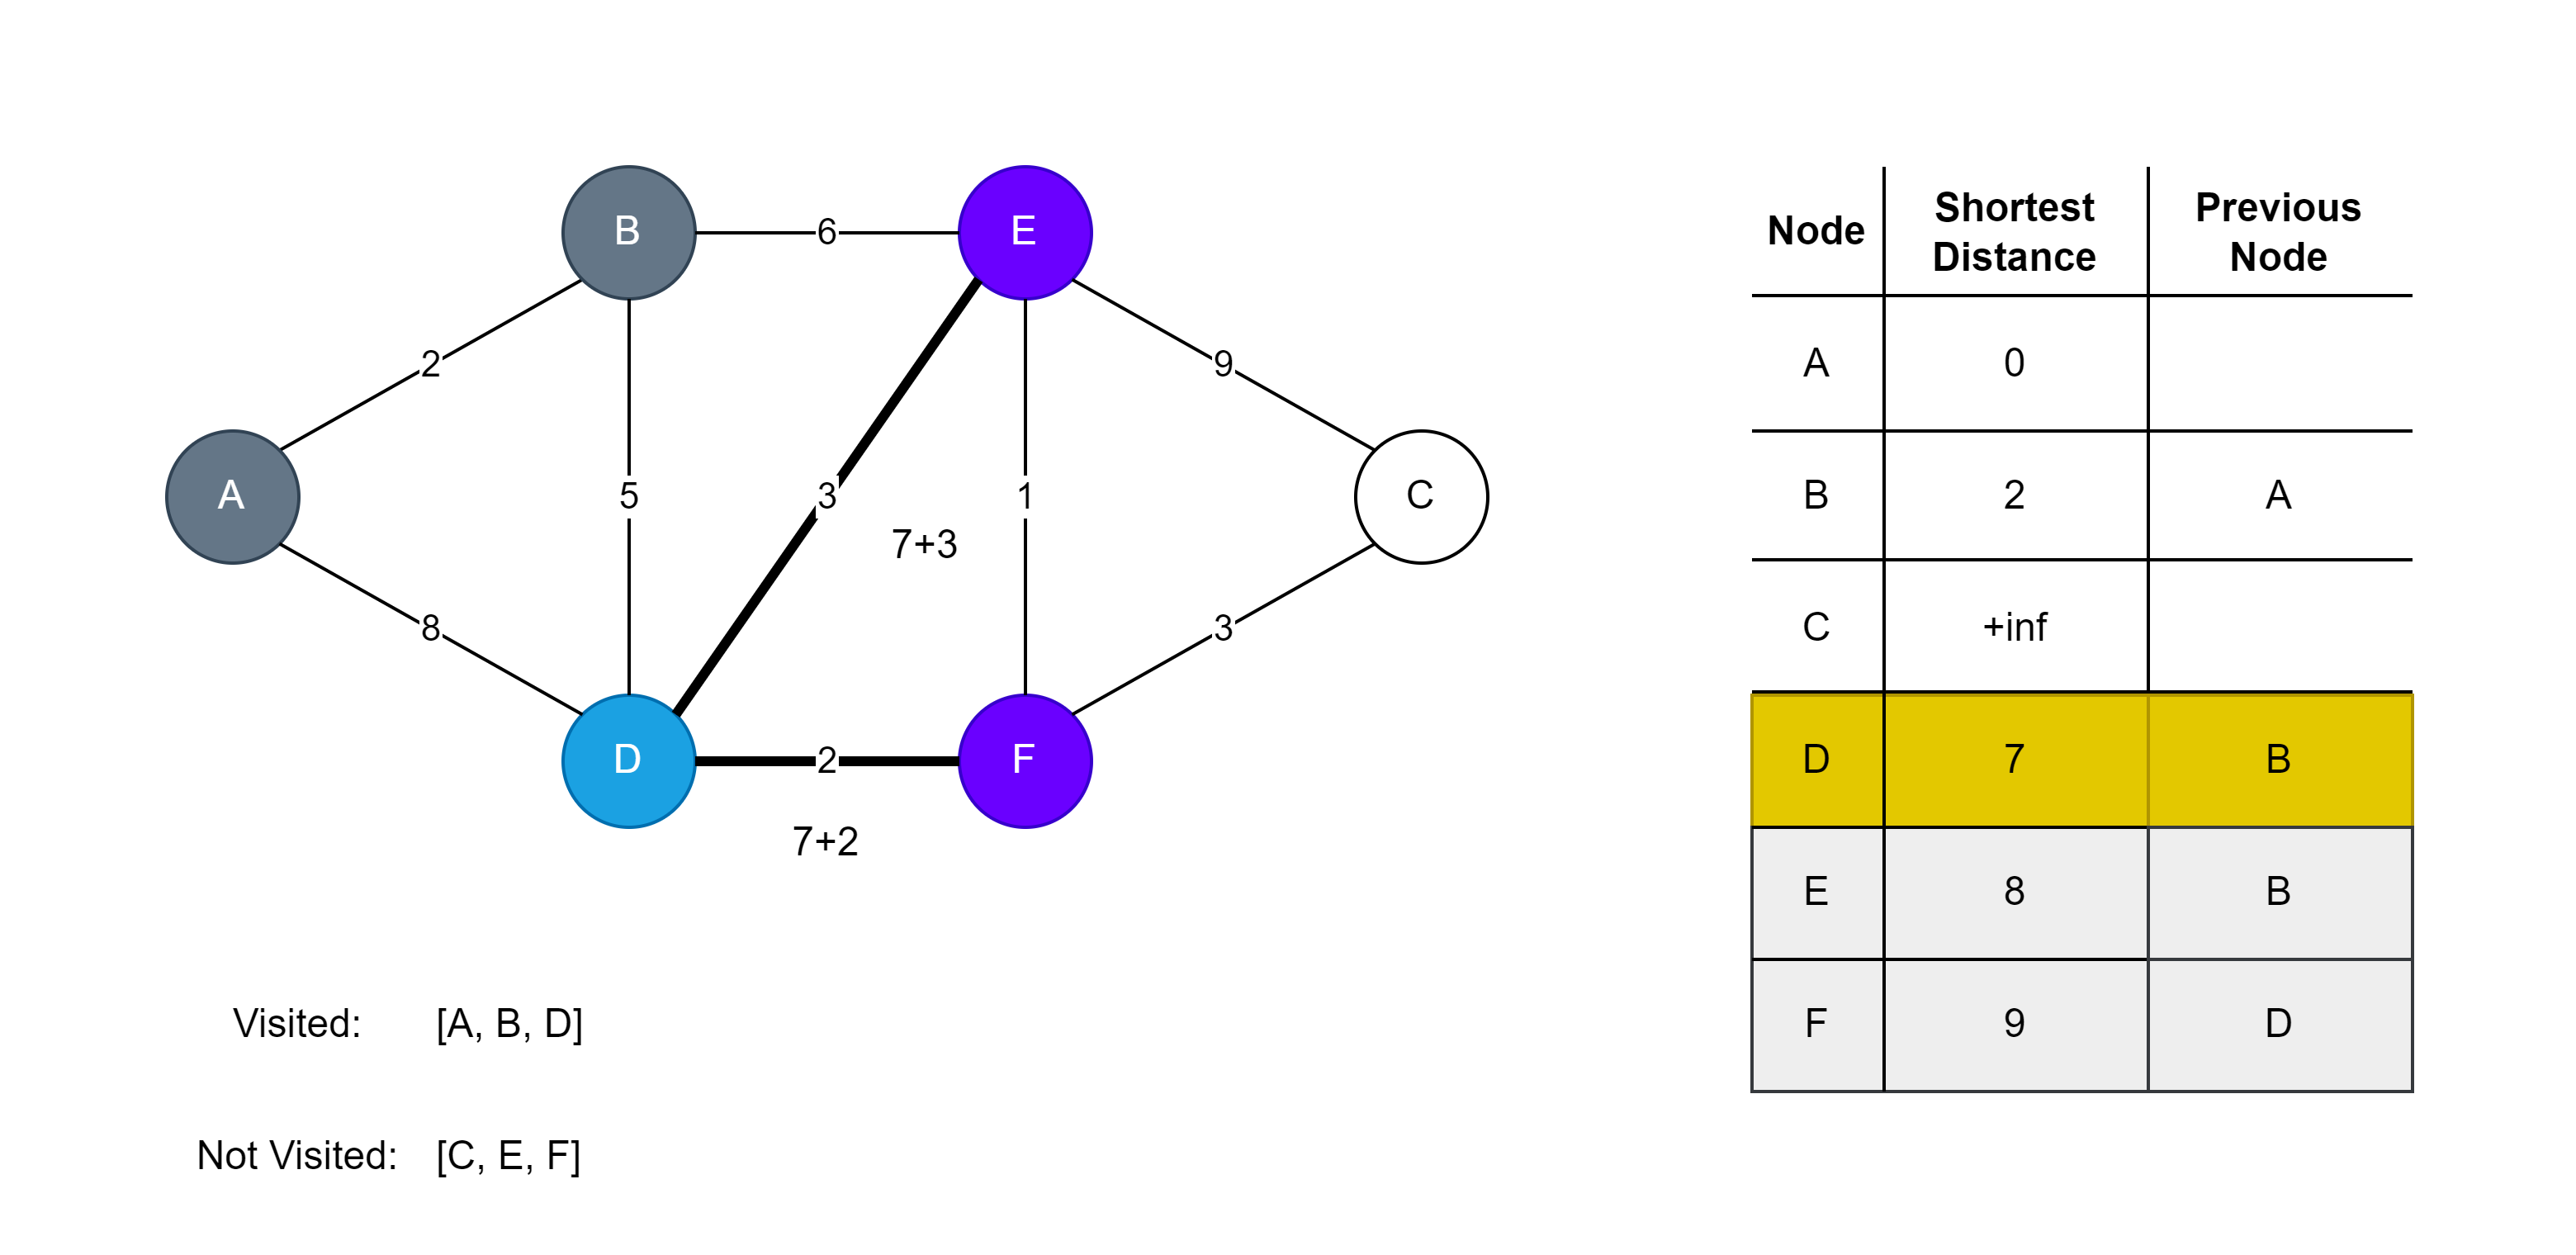 B
6
E
2
9
A
5
3
1
C
7+3
8
3
D
2
F
7+2
Visited: [A, B, D]
Not Visited: [C, E, F]
Node Shortest Distance Previous Node
A 0
B 2 A
C +inf
D 7 B
E 8 B
F 9 D